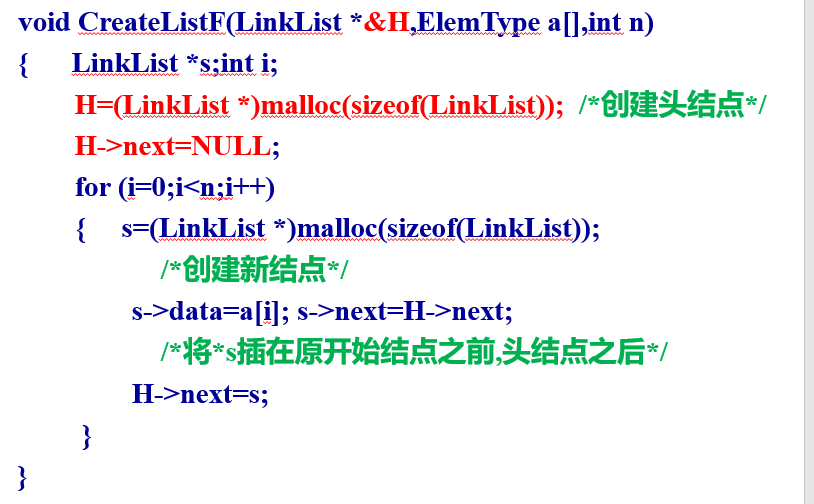 void CreateListF(LinkList *&H,ElemType a[],int n)
{ LinkList *s;int i;
H=(LinkList *)malloc(sizeof(LinkList)); /*创建头结点*/
H->next=NULL;
for (i=0;i<n;i++)
{ s=(LinkList *)malloc(sizeof(LinkList));
/*创建新结点*/
s->data=a[i]; s->next=H->next;
/*将*s插在原开始结点之前,头结点之后*/
H->next=s;
}
}